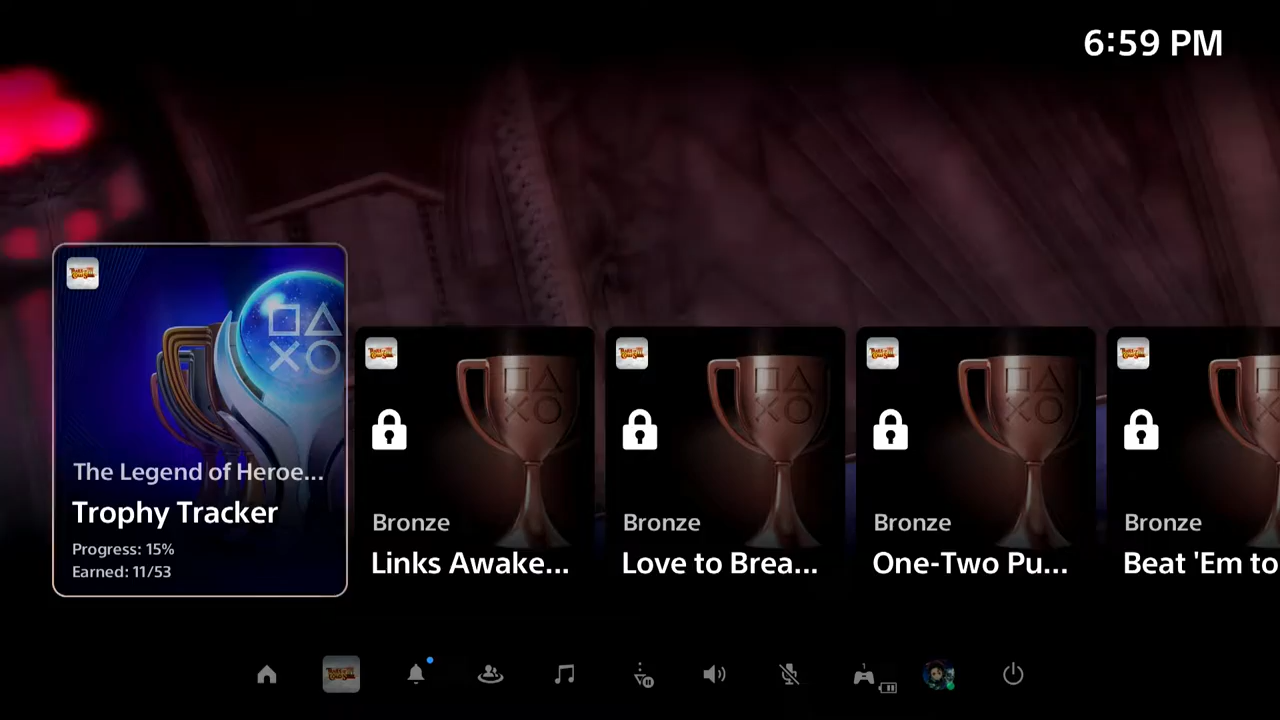 6:59 PM
The Legend of Heroe...
Trophy Tracker
Progress: 15%
Earned: 11/53
Bronze
Links Awake...
Bronze
Love to Brea...
Bronze
One-Two Pu...
Bronze
Beat 'Em to
1